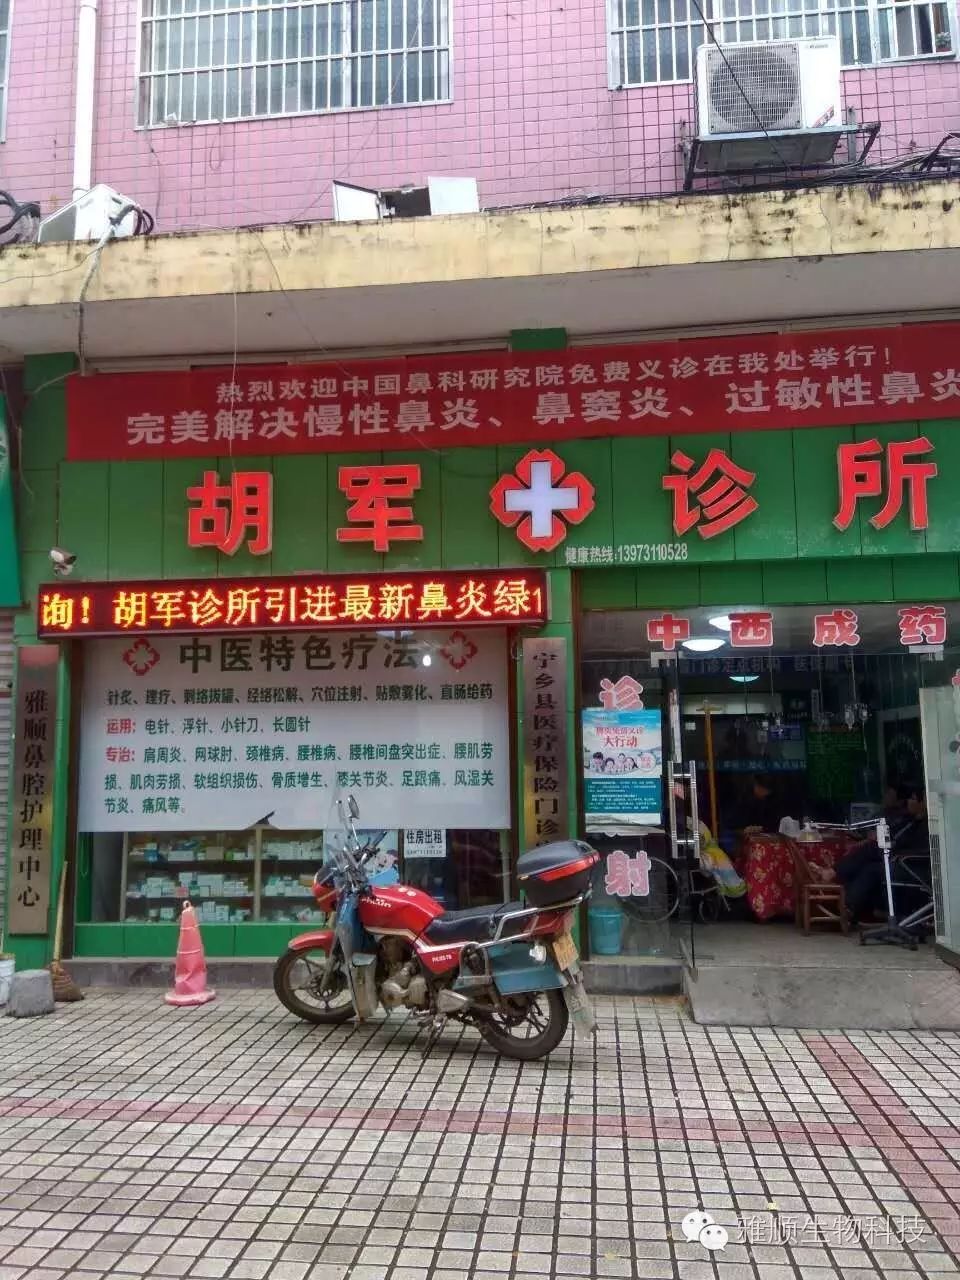 热烈欢迎中国鼻科研究院免费义诊在我处举行！
完美解决慢性鼻炎、鼻窦炎、过敏性鼻炎
胡军诊所
健康热线:13973110528
询！胡军诊所引进最新鼻炎绿
中西成药
中医特色疗法
针灸、理疗、刺络拔罐、经络松解、穴位注射、贴敷雾化、直肠给药
运用：电针、浮针、小针刀、长圆针
专治：肩周炎、网球肘、颈椎病、腰椎病、腰椎间盘突出症、腰肌劳
损、肌肉劳损、软组织损伤、骨质增生、膝关节炎、足跟痛、风湿关
节炎、痛风等。
雅顺鼻腔护理中心
宁乡县医疗保险门诊
诊
大行动
射
住房出租
雅顺生物科技